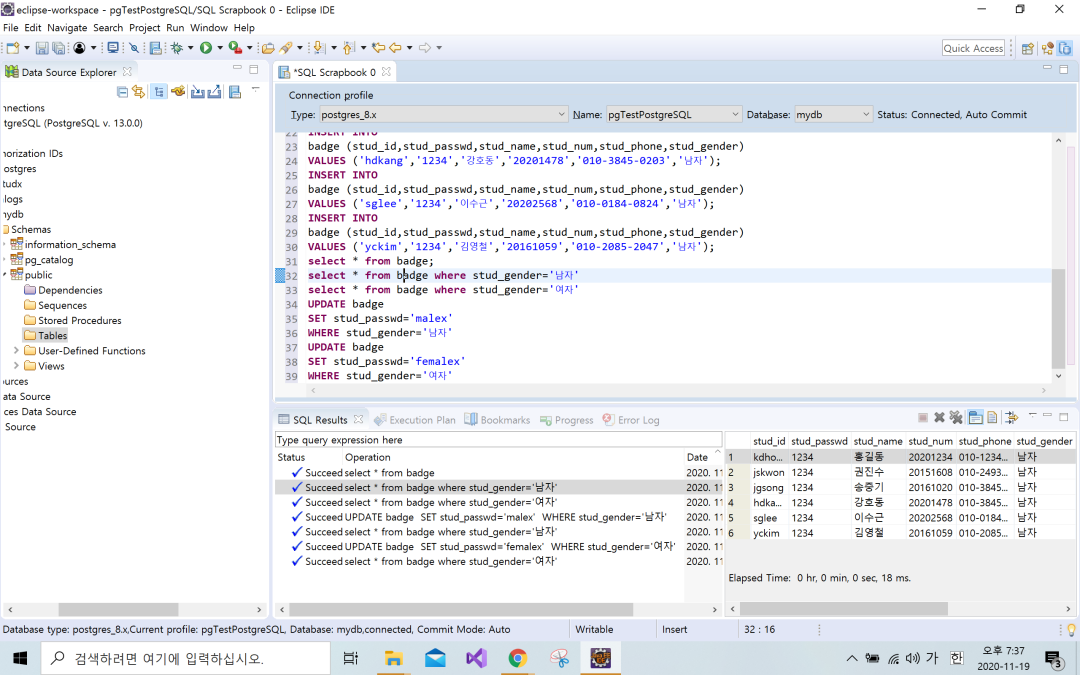 eclipse-workspace - pgTestPostgreSQL/SQL Scrapbook 0 - Eclipse IDE
File Edit Navigate Search Project Run Window Help
Quick Access
Data Source Explorer
nnections
tgreSQL (PostgreSQL v. 13.0.0)
norization IDs
ostgres
tudx
logs
nydb
Schemas
information_schema
pg_catalog
public
Dependencies
Sequences
Stored Procedures
Tables
User-Defined Functions
Views
ources
ata Source
ces Data Source
Source
*SQL Scrapbook 0
Connection profile
Type: postgres_8.x Name: pgTestPostgreSQL Database: mydb Status: Connected, Auto Commit
22 INSERT INTO
23 badge (stud_id,stud_passwd,stud_name,stud_num,stud_phone,stud_gender)
24 VALUES ('hdkang','1234','강호동','20201478','010-3845-0203','남자');
25 INSERT INTO
26 badge (stud_id,stud_passwd,stud_name,stud_num,stud_phone,stud_gender)
27 VALUES ('sglee','1234','이수근','20202568','010-0184-0824','남자');
28 INSERT INTO
29 badge (stud_id,stud_passwd,stud_name,stud_num,stud_phone,stud_gender)
30 VALUES ('yckim','1234','김영철','20161059','010-2085-2047','남자');
31 select * from badge;
32 select * from badge where stud_gender='남자'
33 select * from badge where stud_gender='여자'
34 UPDATE badge
35 SET stud_passwd='malex'
36 WHERE stud_gender='남자'
37 UPDATE badge
38 SET stud_passwd='femalex'
39 WHERE stud_gender='여자'
SQL Results Execution Plan Bookmarks Progress Error Log
Type query expression here
Status Operation Date
Succeed select * from badge 2020. 11
Succeed select * from badge where stud_gender='남자' 2020. 11
Succeed select * from badge where stud_gender='여자' 2020. 11
Succeed UPDATE badge SET stud_passwd='malex' WHERE stud_gender='남자' 2020. 11
Succeed select * from badge where stud_gender='남자' 2020. 11
Succeed UPDATE badge SET stud_passwd='femalex' WHERE stud_gender='여자' 2020. 11
Succeed select * from badge where stud_gender='여자' 2020. 11
stud_id stud_passwd stud_name stud_num stud_phone stud_gender
1 kdho... 1234 홍길동 20201234 010-1234... 남자
2 jskwon 1234 권진수 20151608 010-2493... 남자
3 jgsong 1234 송중기 20161020 010-3845... 남자
4 hdka... 1234 강호동 20201478 010-3845... 남자
5 sglee 1234 이수근 20202568 010-0184... 남자
6 yckim 1234 김영철 20161059 010-2085... 남자
Elapsed Time: 0 hr, 0 min, 0 sec, 18 ms.
Database type: postgres_8.x,Current profile: pgTestPostgreSQL, Database: mydb,connected, Commit Mode: Auto Writable Insert 32 : 16
검색하려면 여기에 입력하십시오.
가 한 오후 7:37
2020-11-19
3